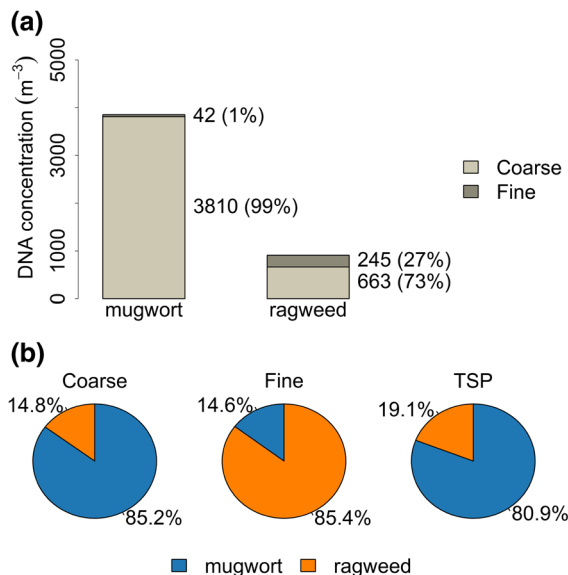 (a)
DNA concentration (m⁻³)
5000
3000
1000
0
42 (1%)
3810 (99%)
245 (27%)
663 (73%)
mugwort
ragweed
Coarse
Fine
(b)
Coarse
14.8%
85.2%
Fine
14.6%
85.4%
TSP
19.1%
80.9%
mugwort
ragweed